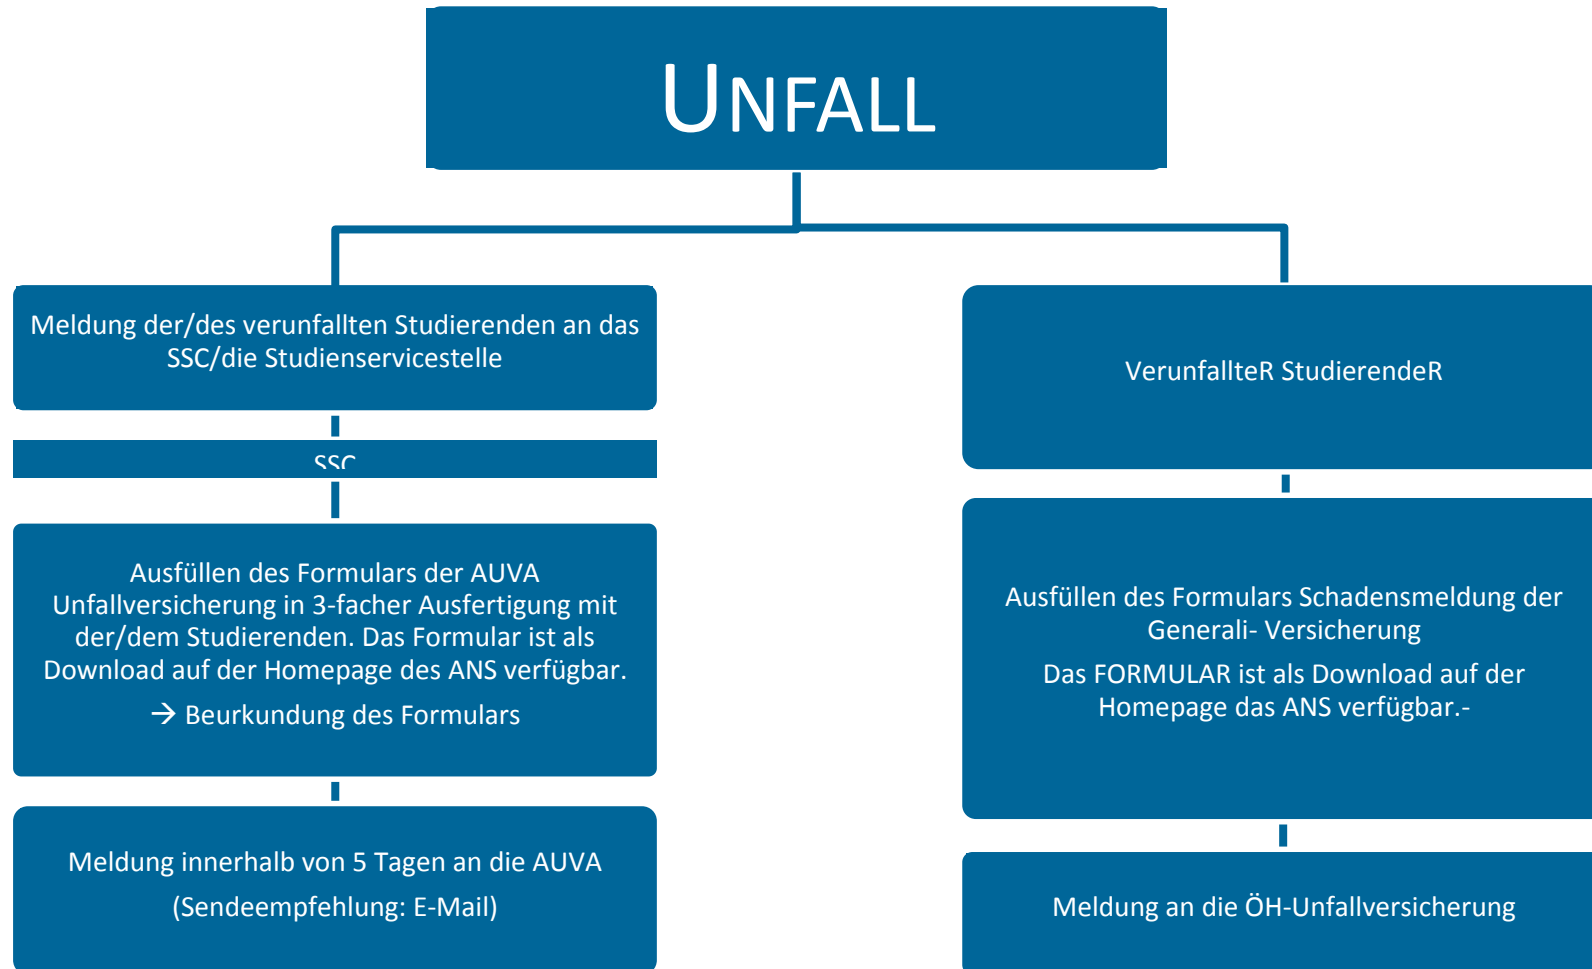 UNFALL
Meldung der/des verunfallten Studierenden an das
SSC/die Studienservicestelle
SSC
Ausfüllen des Formulars der AUVA
Unfallversicherung in 3-facher Ausfertigung mit
der/dem Studierenden. Das Formular ist als
Download auf der Homepage des ANS verfügbar.
→ Beurkundung des Formulars
Meldung innerhalb von 5 Tagen an die AUVA
(Sendeempfehlung: E-Mail)
VerunfallteR StudierendeR
Ausfüllen des Formulars Schadensmeldung der
Generali- Versicherung
Das FORMULAR ist als Download auf der
Homepage das ANS verfügbar.-
Meldung an die ÖH-Unfallversicherung